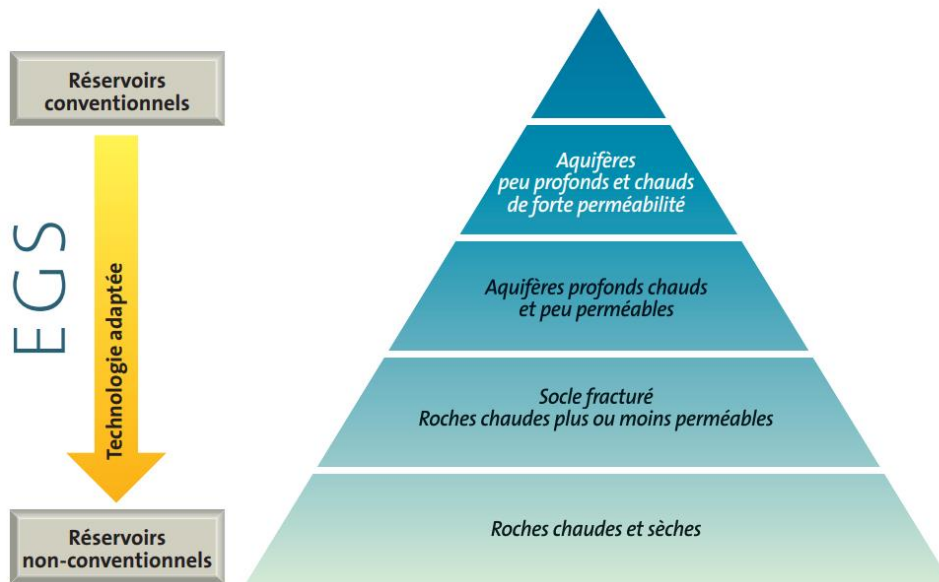 Réservoirs
conventionnels
EGS
Technologie adaptée
Réservoirs
non-conventionnels
Aquifères
peu profonds et chauds
de forte perméabilité
Aquifères profonds chauds
et peu perméables
Socle fracturé
Roches chaudes plus ou moins perméables
Roches chaudes et sèches